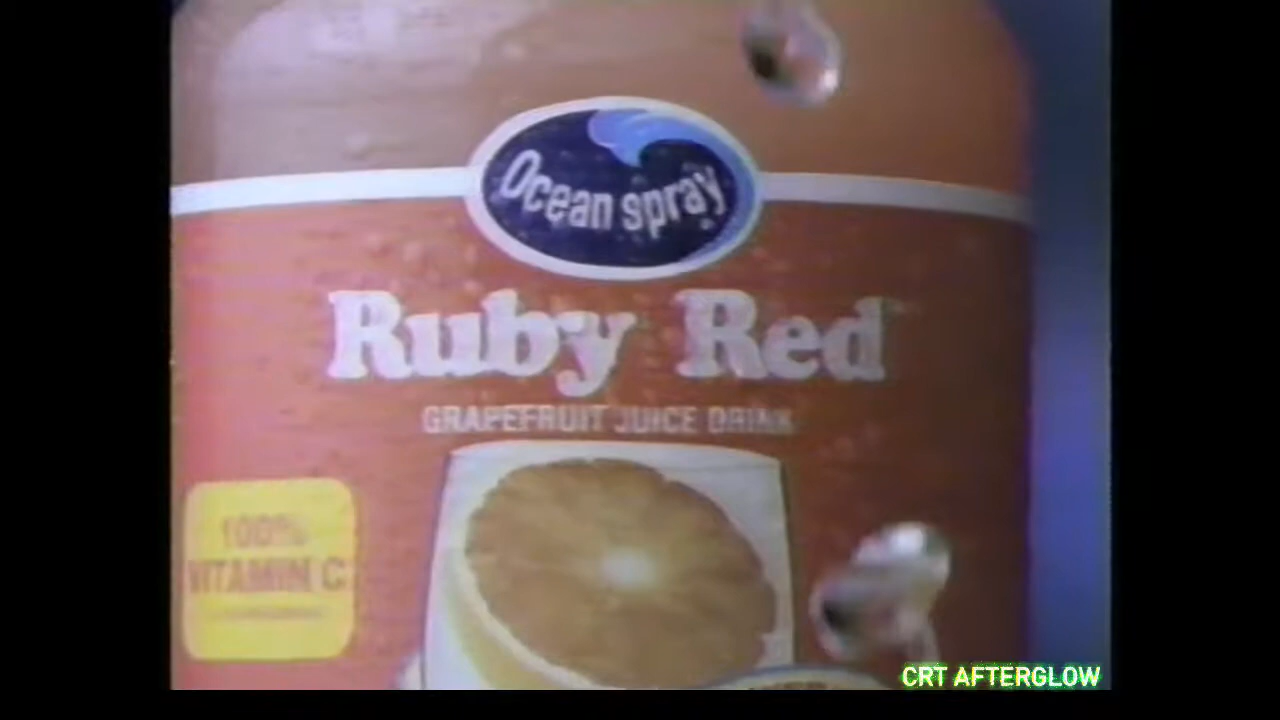 Ocean spray
Ruby Red
GRAPEFRUIT JUICE DRINK
100%
VITAMIN C
CRT AFTERGLOW